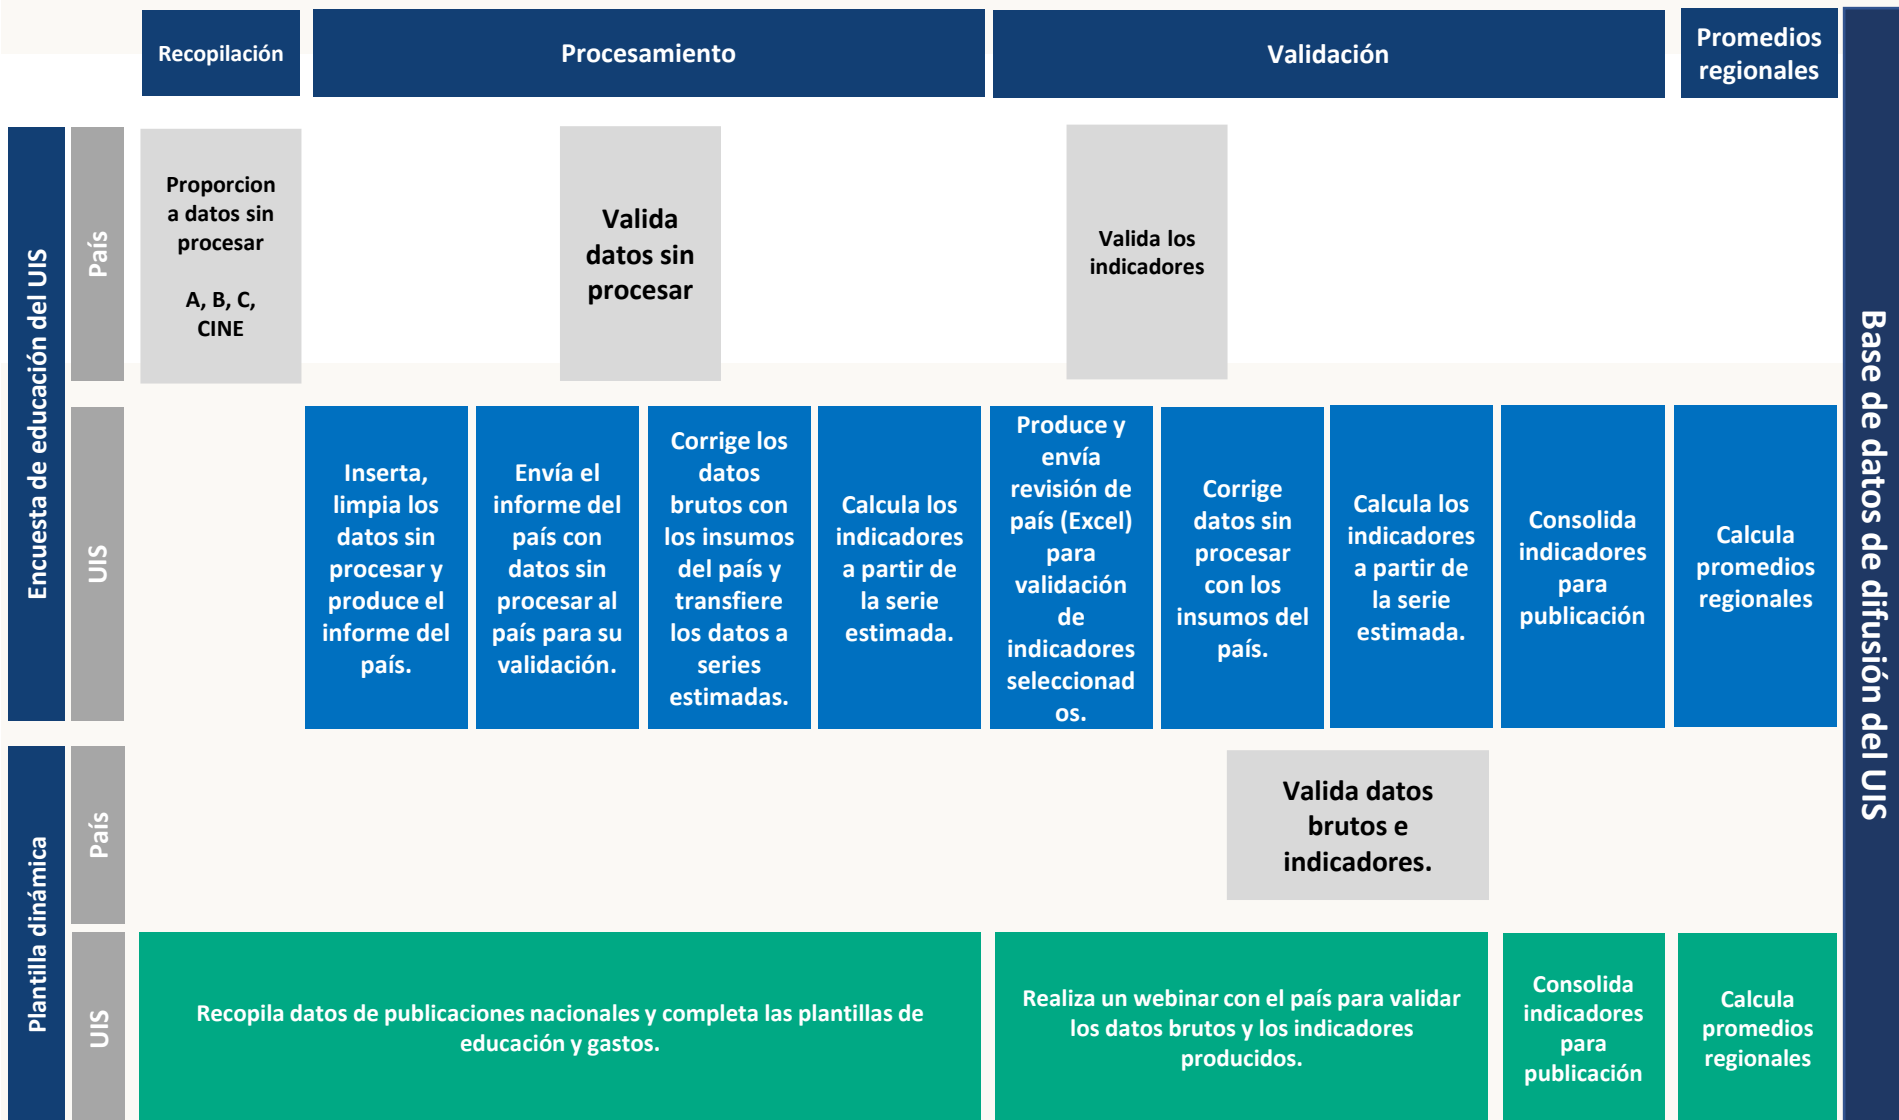 Recopilación
Procesamiento
Validación
Promedios
regionales
Encuesta de educación del UIS
País
Proporcion
a datos sin
procesar
A, B, C,
CINE
Valida
datos sin
procesar
Valida los
indicadores
UIS
Inserta,
limpia los
datos sin
procesar y
produce el
informe del
país.
Envía el
informe del
país con
datos sin
procesar al
país para su
validación.
Corrige los
datos
brutos con
los insumos
del país y
transfiere
los datos a
series
estimadas.
Calcula los
indicadores
a partir de
la serie
estimada.
Produce y
envía
revisión de
país (Excel)
para
validación
de
indicadores
seleccionad
os.
Corrige
datos sin
procesar
con los
insumos del
país.
Calcula los
indicadores
a partir de
la serie
estimada.
Consolida
indicadores
para
publicación
Calcula
promedios
regionales
Plantilla dinámica
País
Valida datos
brutos e
indicadores.
UIS
Recopila datos de publicaciones nacionales y completa las plantillas de
educación y gastos.
Realiza un webinar con el país para validar
los datos brutos y los indicadores
producidos.
Consolida
indicadores
para
publicación
Calcula
promedios
regionales
Base de datos de difusión del UIS